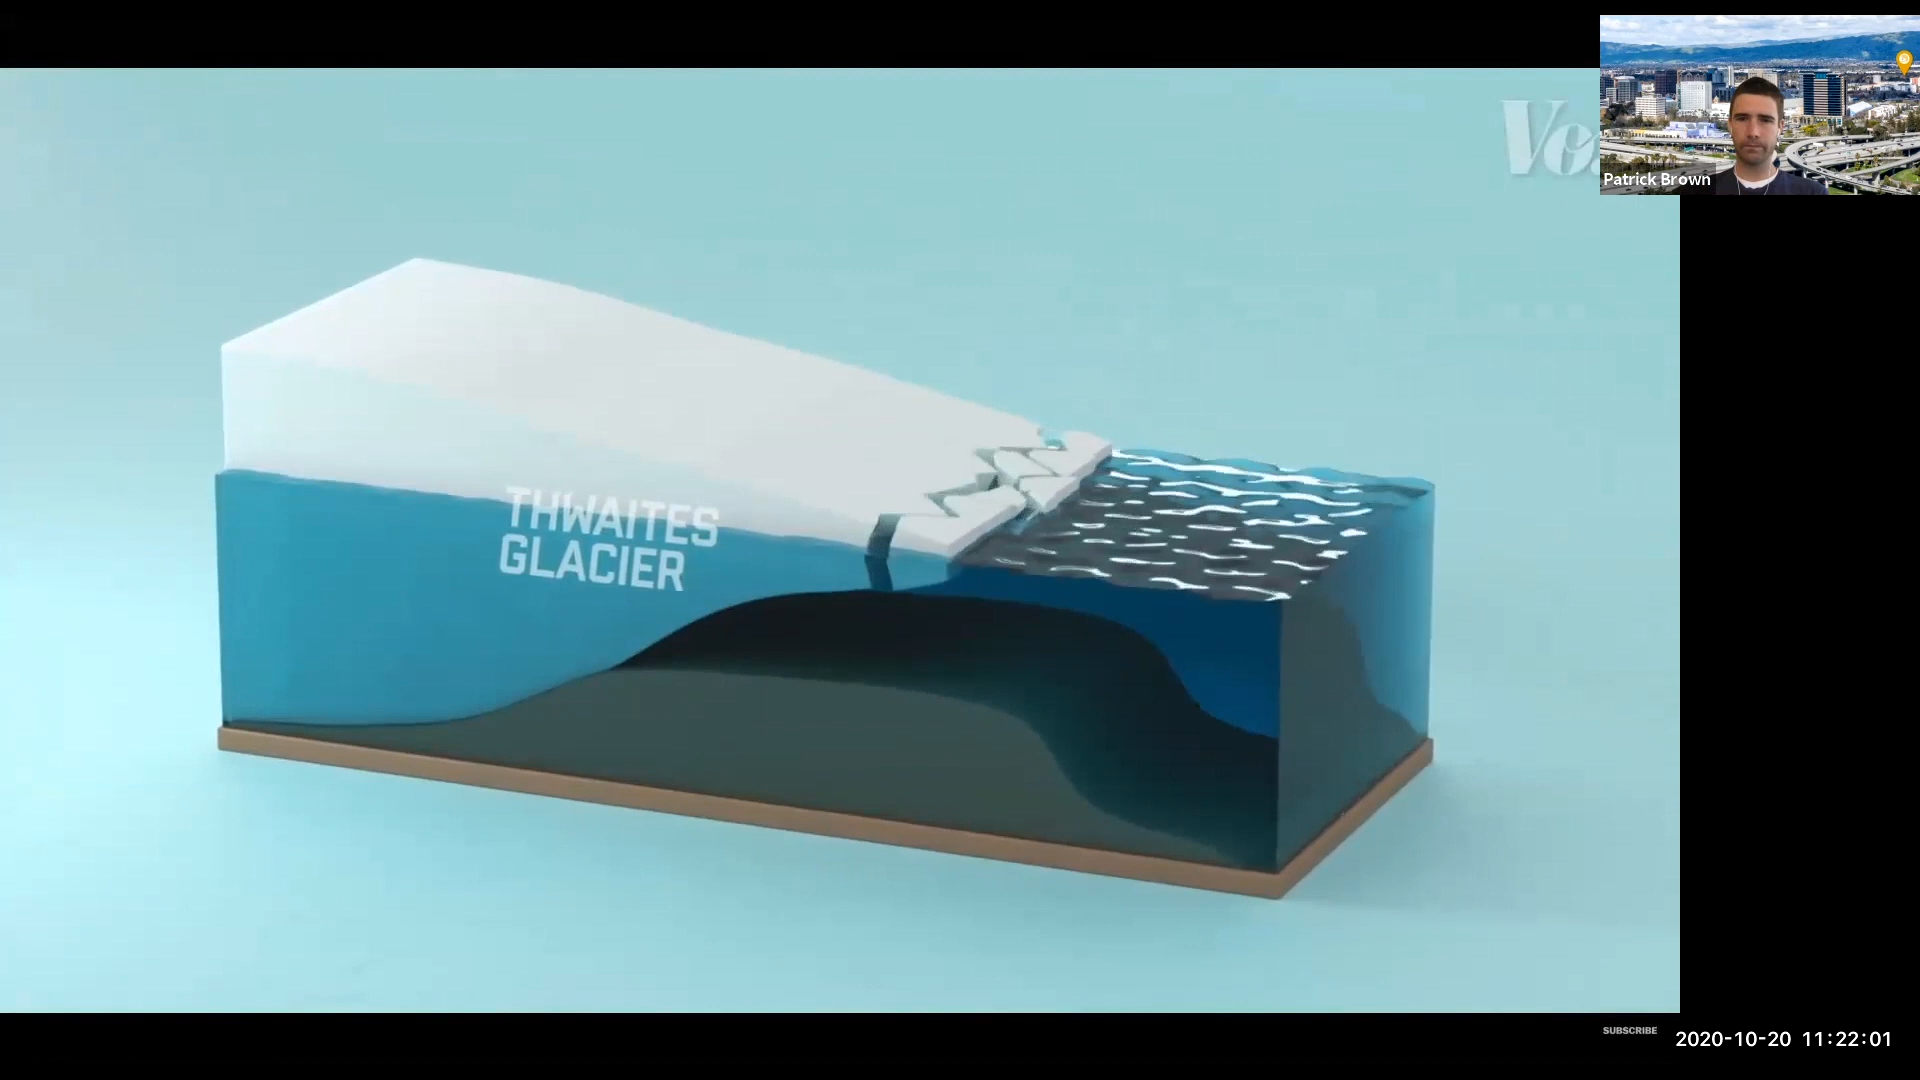 Patrick Brown
THWAITES
GLACIER
SUBSCRIBE
2020-10-20 11:22:01